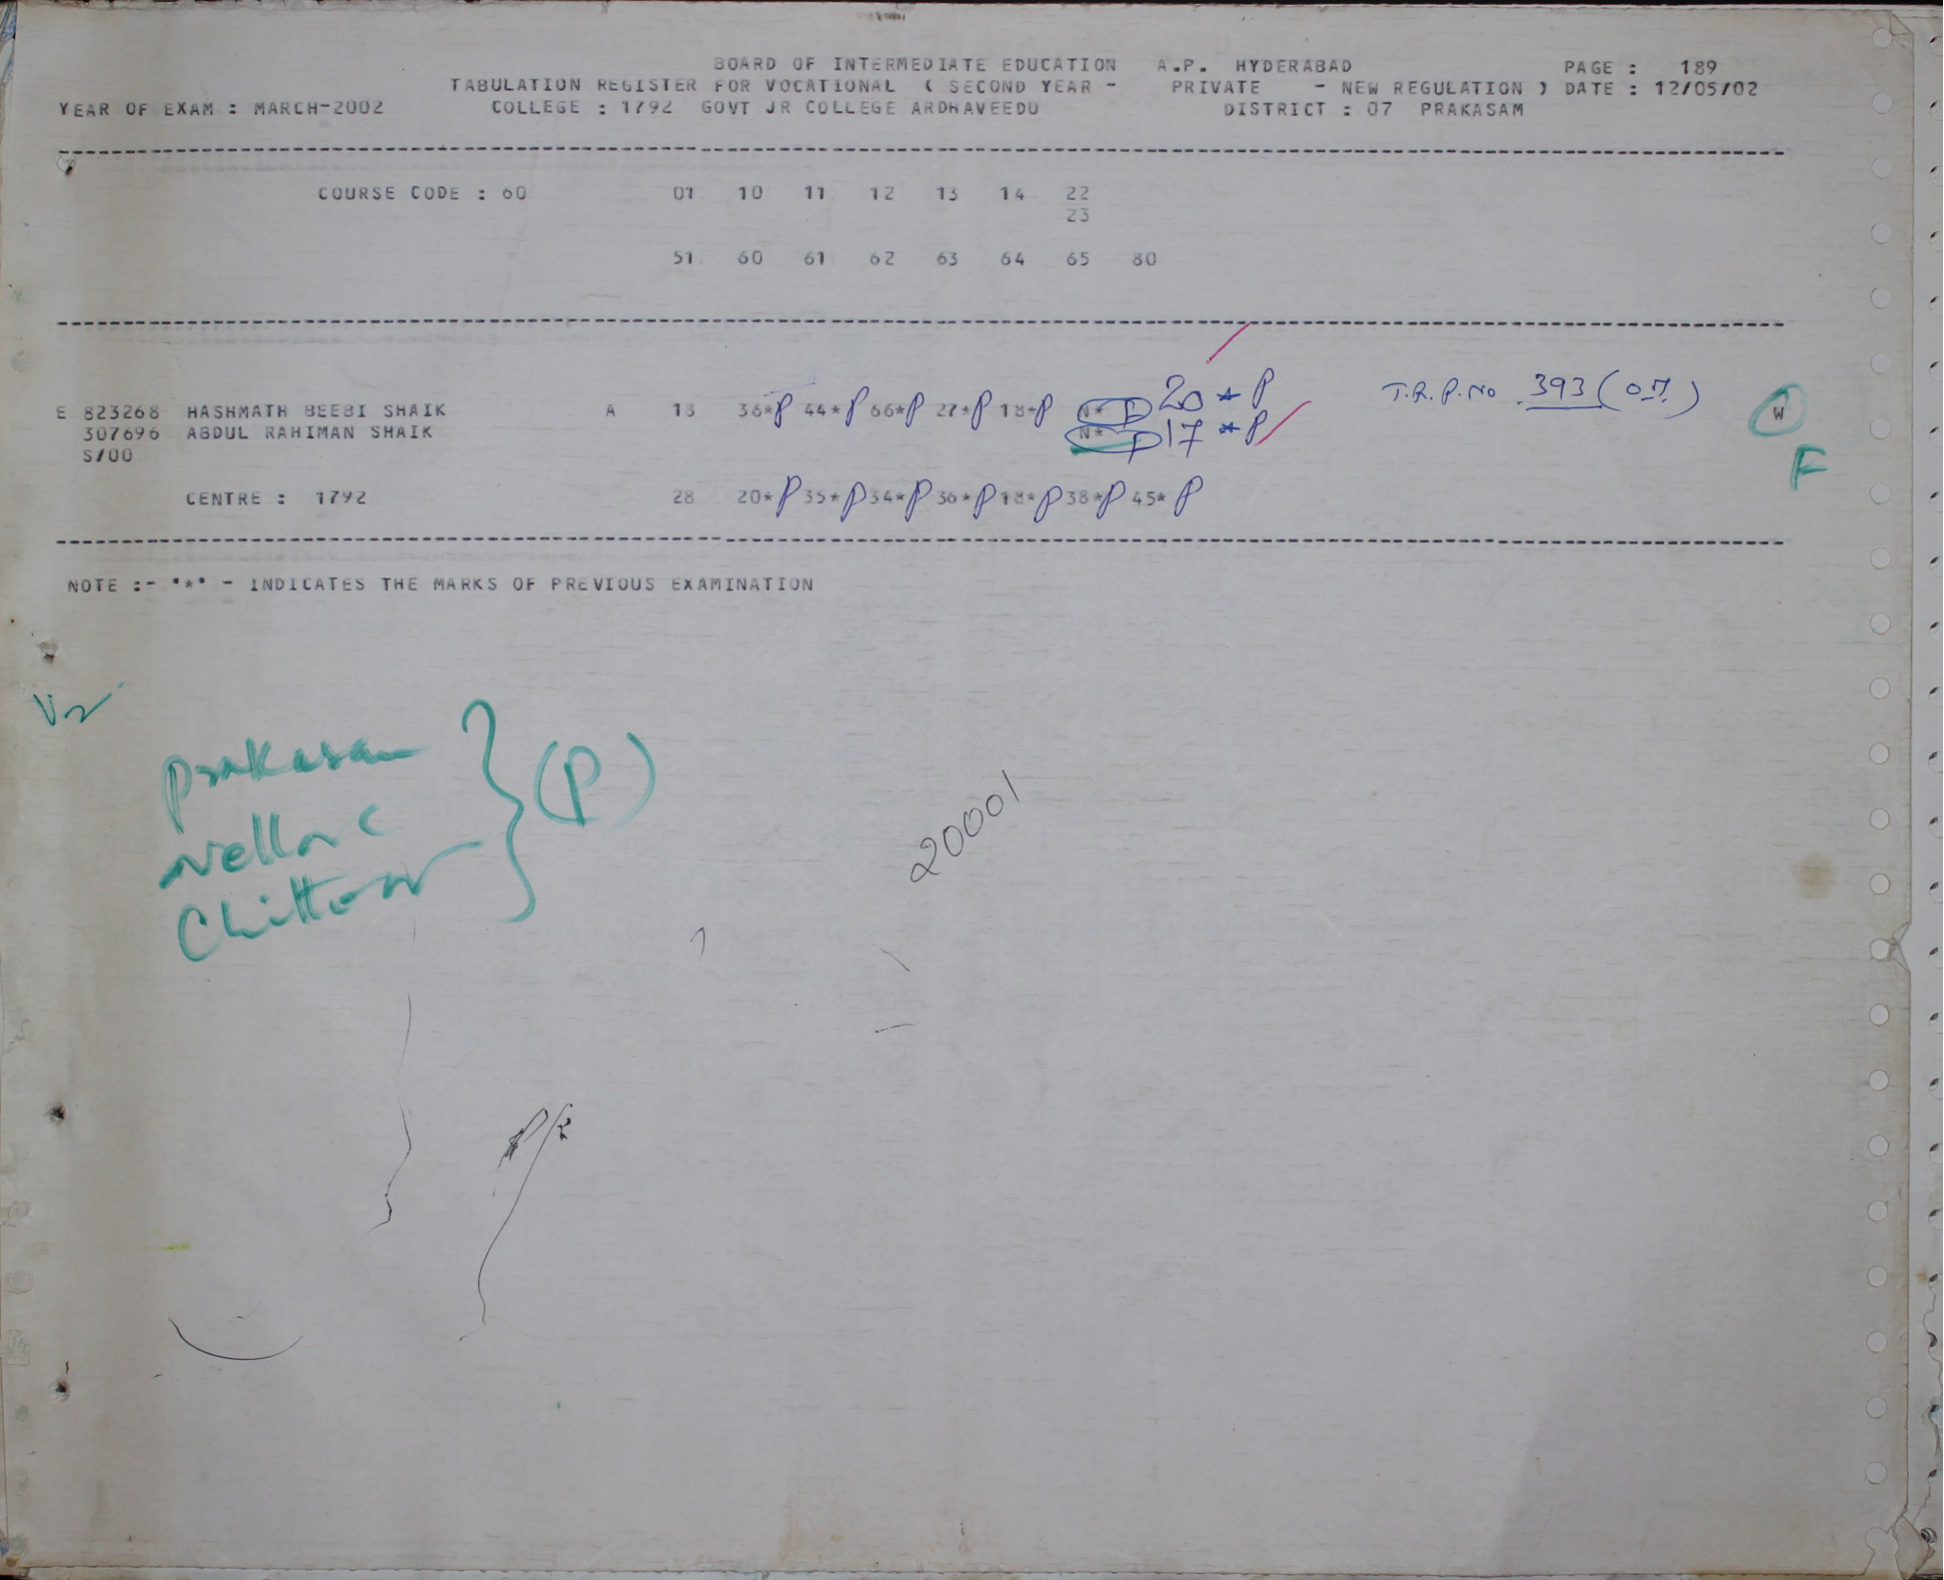 BOARD OF INTERMEDIATE EDUCATION A.P. HYDERABAD PAGE : 189
TABULATION REGISTER FOR VOCATIONAL ( SECOND YEAR - PRIVATE - NEW REGULATION ) DATE : 12/05/02
YEAR OF EXAM : MARCH-2002 COLLEGE : 1792 GOVT JR COLLEGE ARDHAVEEDU DISTRICT : 07 PRAKASAM
COURSE CODE : 60 01 10 11 12 13 14 22
23
51 60 61 62 63 64 65 80
E 823268 HASHMATH BEEBI SHAIK A 13 36*P 44*P 66*P 27*P 18*P N* P 20*P T.R.P.No 393 (07) W
307696 ABDUL RAHIMAN SHAIK N* P 17*P
S/00 F
CENTRE : 1792 28 20*P 35*P 34*P 36*P 18*P 38*P 45*P
NOTE :- "*" - INDICATES THE MARKS OF PREVIOUS EXAMINATION
Prakasam
Nellore } (P)
Chittoor
20001